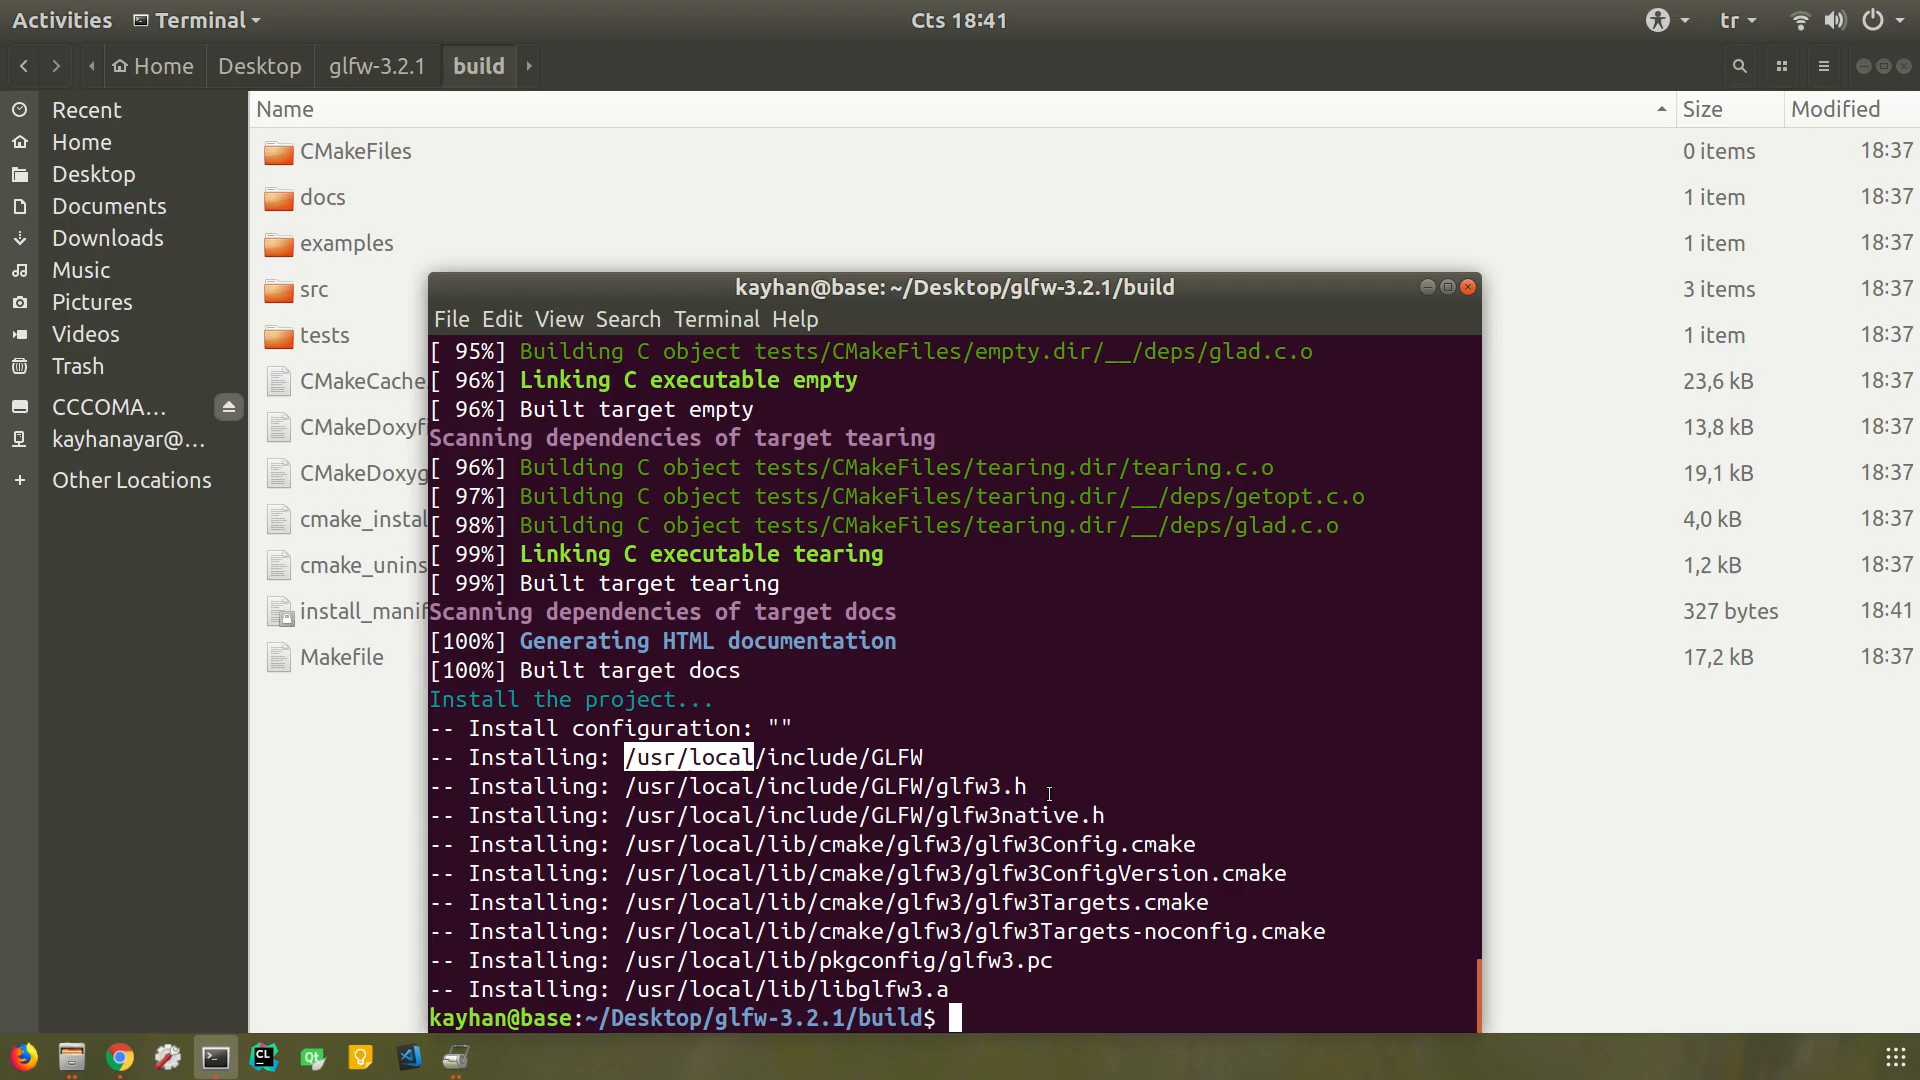 Activities Terminal Cts 18:41 tr
Home Desktop glfw-3.2.1 build
Recent
Home
Desktop
Documents
Downloads
Music
Pictures
Videos
Trash
CCCOMA…
kayhanayar@…
Other Locations
Name Size Modified
CMakeFiles 0 items 18:37
docs 1 item 18:37
examples 1 item 18:37
src 3 items 18:37
tests 1 item 18:37
CMakeCache. 23,6 kB 18:37
CMakeDoxyfi 13,8 kB 18:37
CMakeDoxyg 19,1 kB 18:37
cmake_instal 4,0 kB 18:37
cmake_unins 1,2 kB 18:37
install_manif 327 bytes 18:41
Makefile 17,2 kB 18:37
kayhan@base: ~/Desktop/glfw-3.2.1/build
File Edit View Search Terminal Help
[ 95%] Building C object tests/CMakeFiles/empty.dir/__/deps/glad.c.o
[ 96%] Linking C executable empty
[ 96%] Built target empty
Scanning dependencies of target tearing
[ 96%] Building C object tests/CMakeFiles/tearing.dir/tearing.c.o
[ 97%] Building C object tests/CMakeFiles/tearing.dir/__/deps/getopt.c.o
[ 98%] Building C object tests/CMakeFiles/tearing.dir/__/deps/glad.c.o
[ 99%] Linking C executable tearing
[ 99%] Built target tearing
Scanning dependencies of target docs
[100%] Generating HTML documentation
[100%] Built target docs
Install the project...
-- Install configuration: ""
-- Installing: /usr/local/include/GLFW
-- Installing: /usr/local/include/GLFW/glfw3.h
-- Installing: /usr/local/include/GLFW/glfw3native.h
-- Installing: /usr/local/lib/cmake/glfw3/glfw3Config.cmake
-- Installing: /usr/local/lib/cmake/glfw3/glfw3ConfigVersion.cmake
-- Installing: /usr/local/lib/cmake/glfw3/glfw3Targets.cmake
-- Installing: /usr/local/lib/cmake/glfw3/glfw3Targets-noconfig.cmake
-- Installing: /usr/local/lib/pkgconfig/glfw3.pc
-- Installing: /usr/local/lib/libglfw3.a
kayhan@base:~/Desktop/glfw-3.2.1/build$
CL Qt